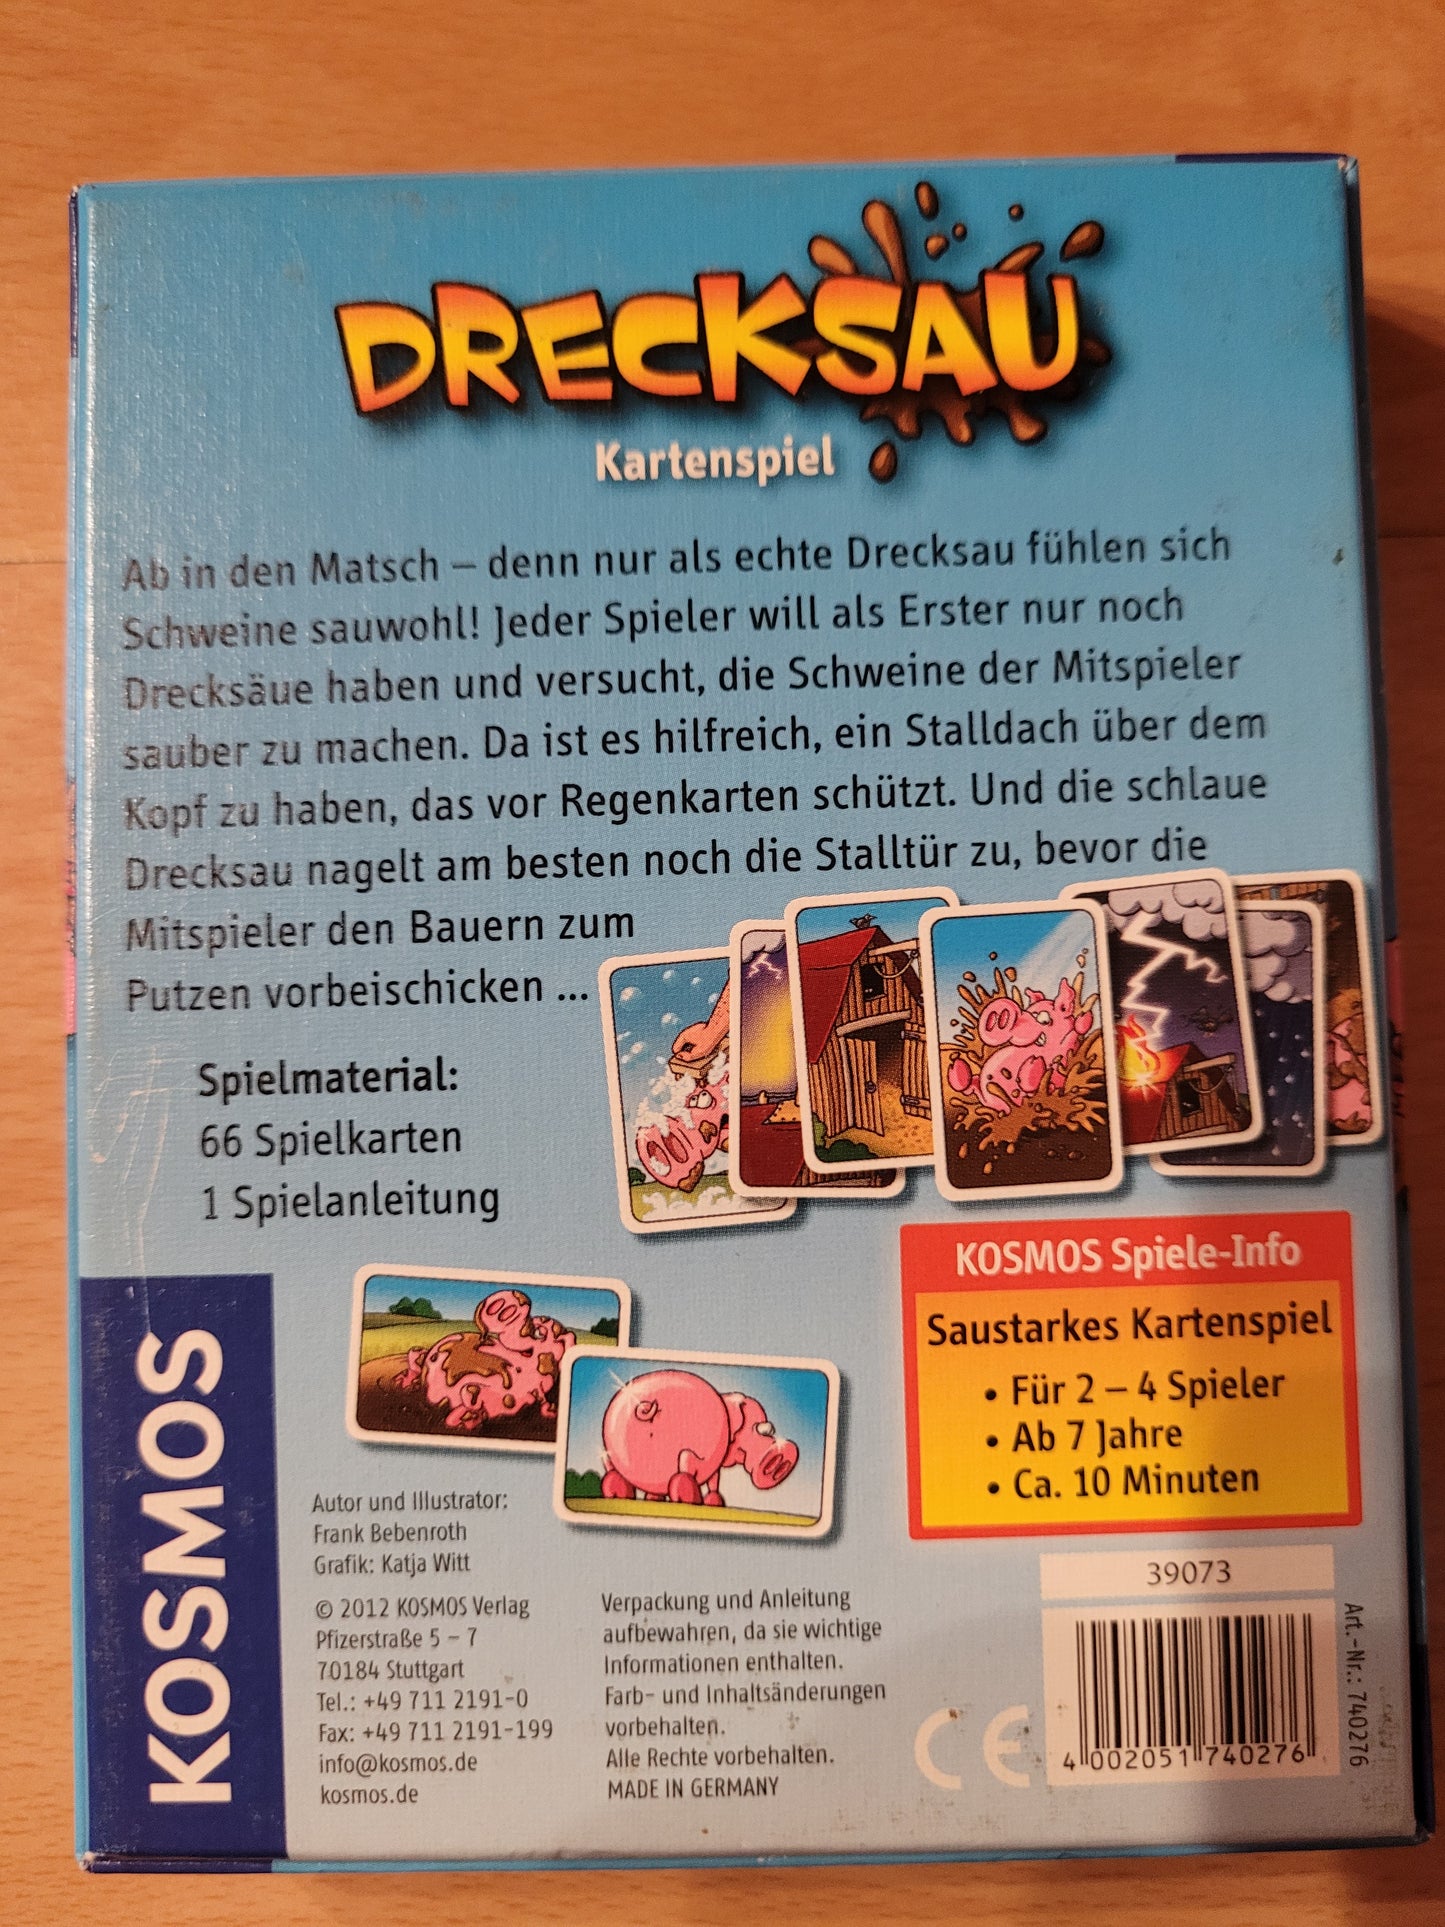 DRECKSAU
Kartenspiel
Ab in den Matsch – denn nur als echte Drecksau fühlen sich
Schweine sauwohl! Jeder Spieler will als Erster nur noch
Drecksäue haben und versucht, die Schweine der Mitspieler
sauber zu machen. Da ist es hilfreich, ein Stalldach über dem
Kopf zu haben, das vor Regenkarten schützt. Und die schlaue
Drecksau nagelt am besten noch die Stalltür zu, bevor die
Mitspieler den Bauern zum
Putzen vorbeischicken ...
Spielmaterial:
66 Spielkarten
1 Spielanleitung
KOSMOS Spiele-Info
Saustarkes Kartenspiel
• Für 2 – 4 Spieler
• Ab 7 Jahre
• Ca. 10 Minuten
KOSMOS
Autor und Illustrator:
Frank Bebenroth
Grafik: Katja Witt
© 2012 KOSMOS Verlag
Pfizerstraße 5 – 7
70184 Stuttgart
Tel.: +49 711 2191-0
Fax: +49 711 2191-199
info@kosmos.de
kosmos.de
Verpackung und Anleitung
aufbewahren, da sie wichtige
Informationen enthalten.
Farb- und Inhaltsänderungen
vorbehalten.
Alle Rechte vorbehalten.
MADE IN GERMANY
CE
39073
4 002051 740276
Art.-Nr.: 740276